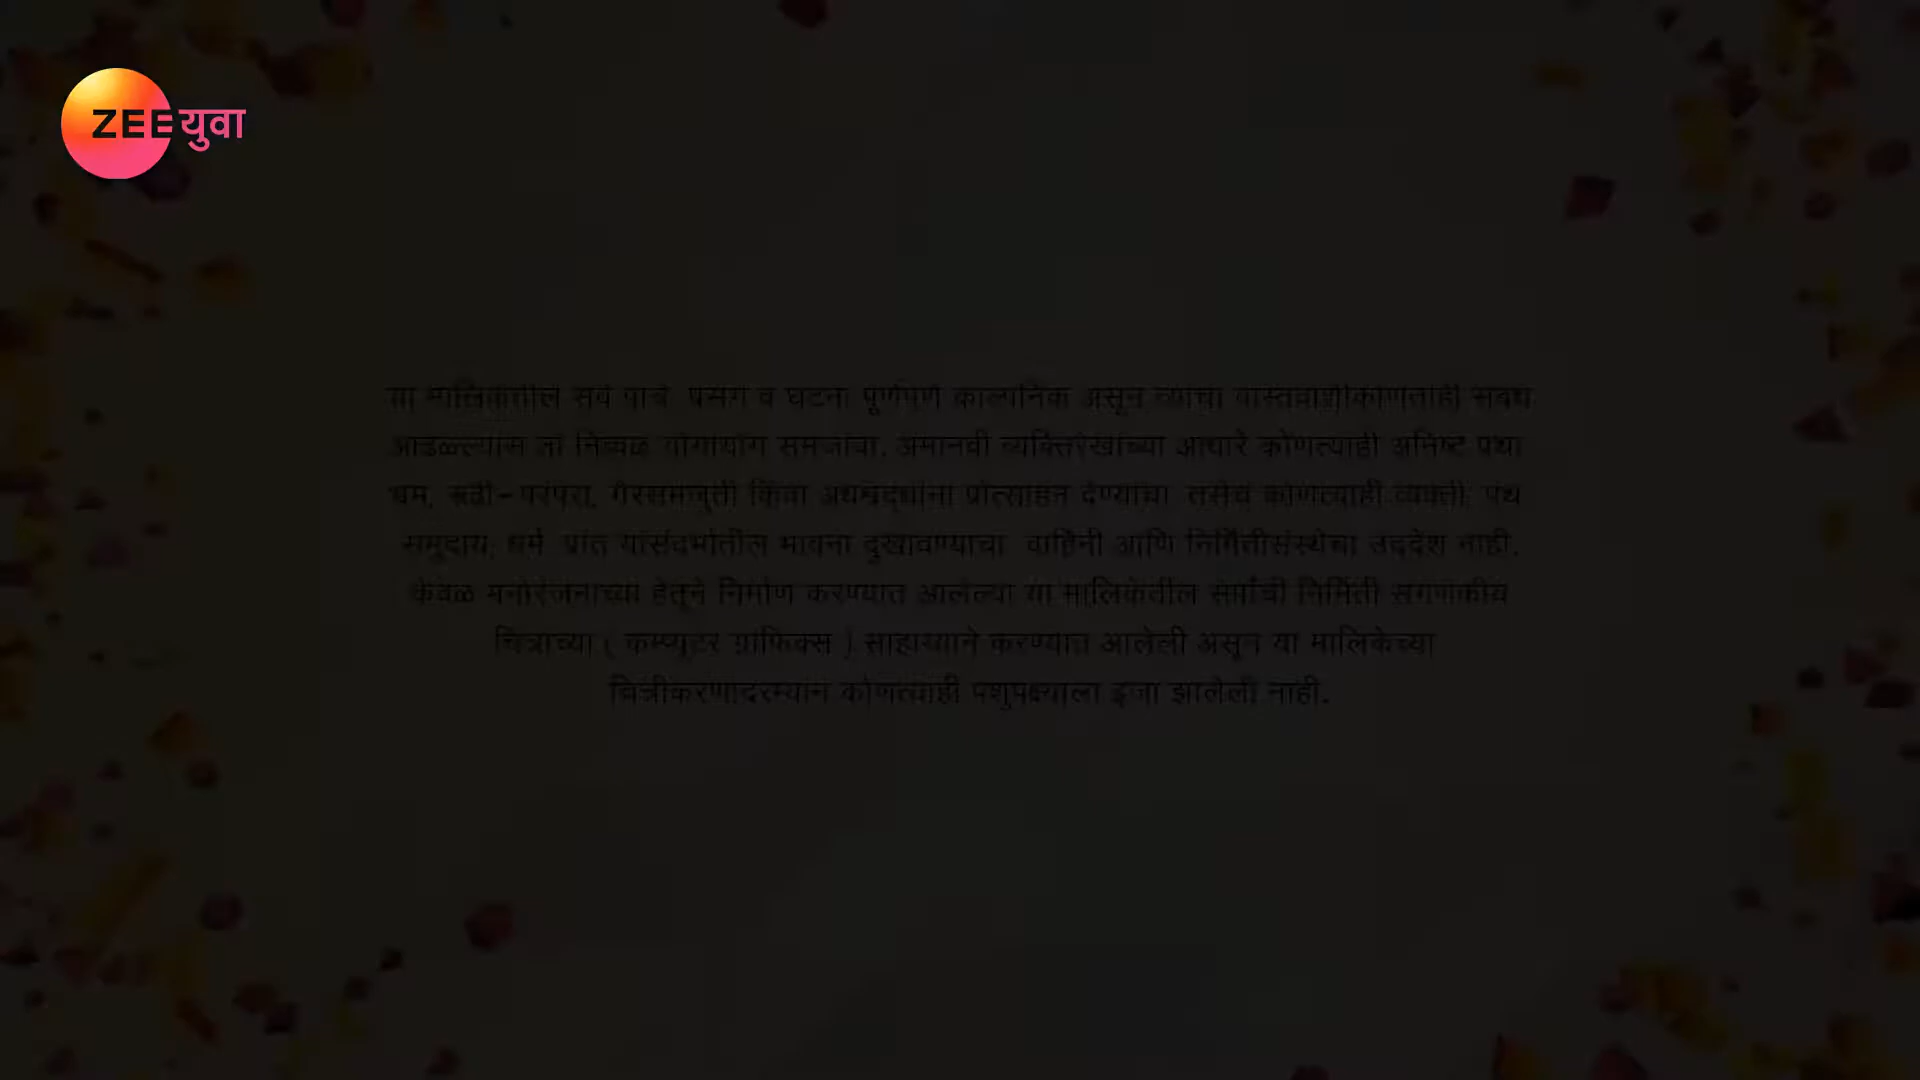 ZEE युवा
या मालिकेतील सर्व पात्रे प्रसंग व घटना पूर्णपणे काल्पनिक असून त्यांचा वास्तवाशीकोणताही संबंध
आढळल्यास तो निव्वळ योगायोग समजावा. अमानवी व्यक्तिरेखांच्या आधारे कोणत्याही अनिष्ट प्रथा
धर्म, रूढी-परंपरा, गैरसमजुती किंवा अंधश्रद्धांना प्रोत्साहन देण्याचा तसेच कोणत्याही व्यक्ती पंथ
समुदाय, धर्म प्रांत यांसंदर्भातील भावना दुखावण्याचा वाहिनी आणि निर्मितीसंस्थेचा उद्देश नाही.
केवळ मनोरंजनाच्या हेतूने निर्माण करण्यात आलेल्या या मालिकेतील सर्पांची निर्मिती संगणकीय
चित्राच्या ( कम्प्युटर ग्राफिक्स ) साहाय्याने करण्यात आलेली असून या मालिकेच्या
चित्रीकरणादरम्यान कोणत्याही पशुपक्ष्याला इजा झालेली नाही.